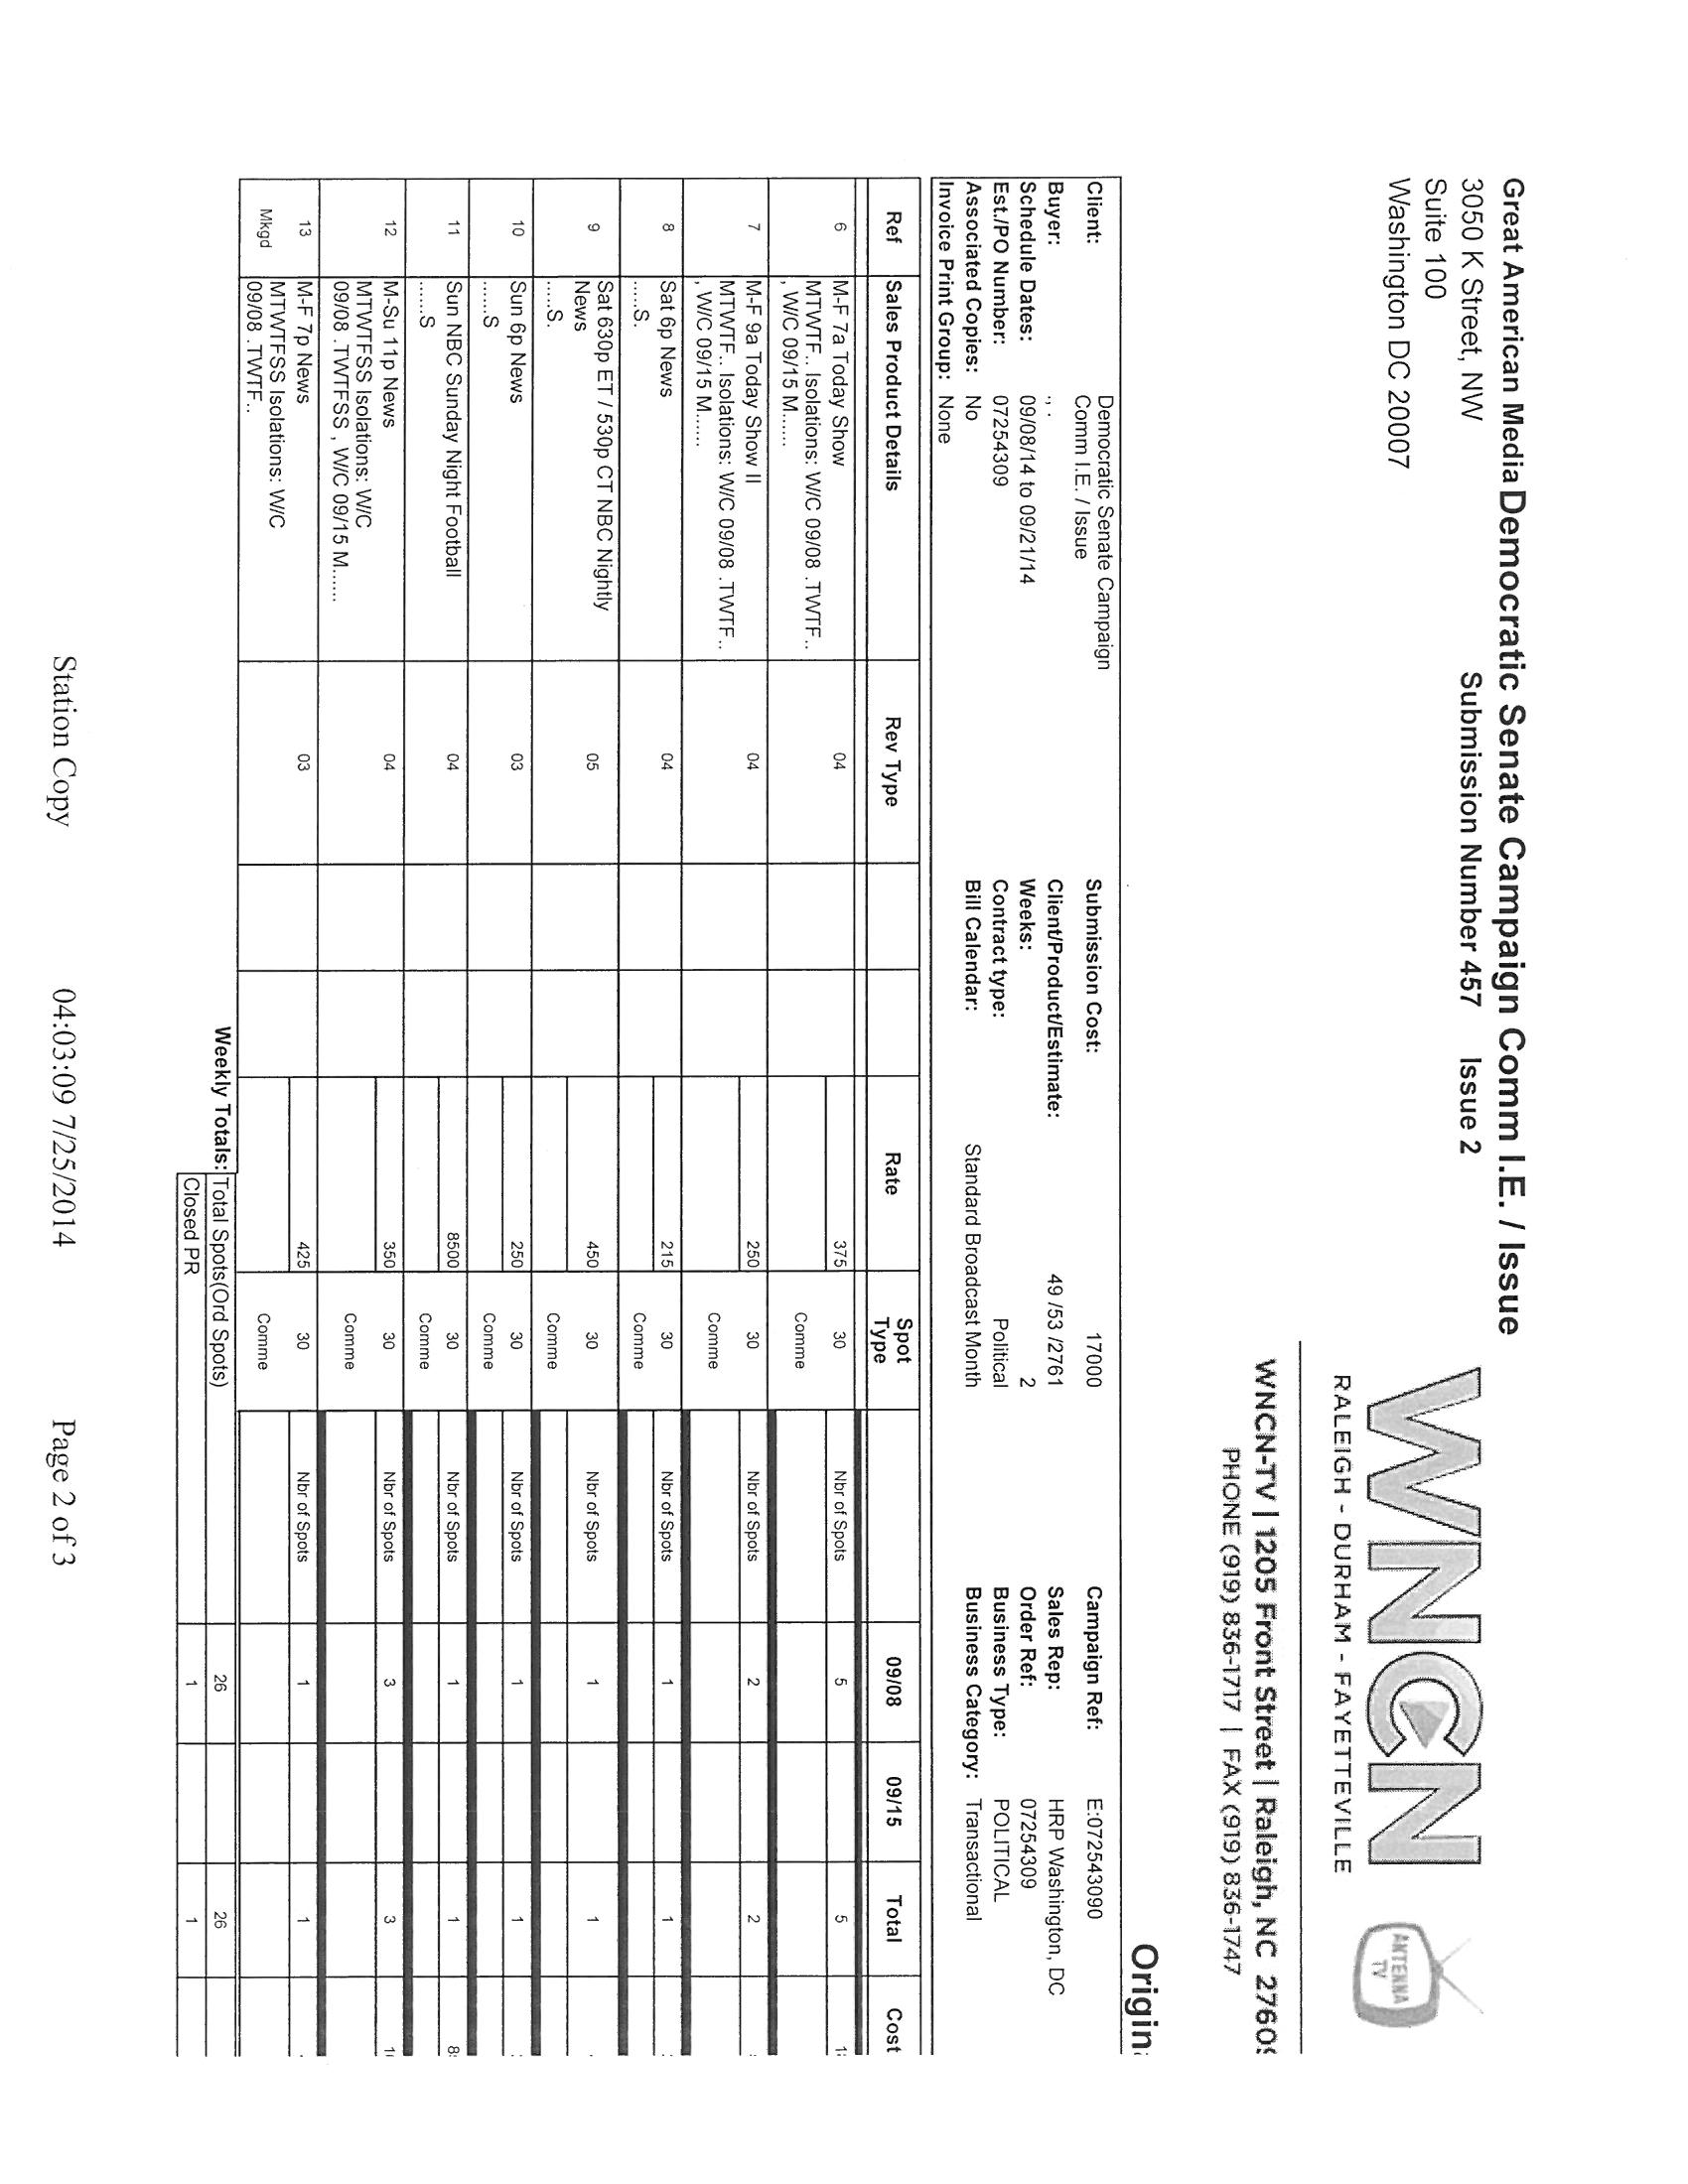 Great American Media Democratic Senate Campaign Comm I.E. / Issue
3050 K Street, NW
Submission Number 457 Issue 2
Suite 100
Washington DC 20007
WNCN
ANTENNA
TV
RALEIGH - DURHAM - FAYETTEVILLE
WNCN-TV | 1205 Front Street | Raleigh, NC 2760
PHONE (919) 836-1717 | FAX (919) 836-1747
Origin
Client: Democratic Senate Campaign Comm I.E. / Issue Submission Cost: 17000 Campaign Ref: E:072543090
Buyer: , . Client/Product/Estimate: 49 /53 /2761 Sales Rep: HRP Washington, DC
Schedule Dates: 09/08/14 to 09/21/14 Weeks: 2 Order Ref: 07254309
Est./PO Number: 07254309 Contract type: Political Business Type: POLITICAL
Associated Copies: No Bill Calendar: Standard Broadcast Month Business Category: Transactional
Invoice Print Group: None
Ref Sales Product Details Rev Type Rate Spot Type 09/08 09/15 Total Cost
6 M-F 7a Today Show 04 375 30 Nbr of Spots 5 5
MTWTF.. Isolations: W/C 09/08 .TWTF.. Comme
, W/C 09/15 M......
7 M-F 9a Today Show II 04 250 30 Nbr of Spots 2 2
MTWTF.. Isolations: W/C 09/08 .TWTF.. Comme
, W/C 09/15 M......
8 Sat 6p News 04 215 30 Nbr of Spots 1 1
.....S. Comme
9 Sat 630p ET / 530p CT NBC Nightly 05 450 30 Nbr of Spots 1 1
News
.....S. Comme
10 Sun 6p News 03 250 30 Nbr of Spots 1 1
......S Comme
11 Sun NBC Sunday Night Football 04 8500 30 Nbr of Spots 1 1 8
......S Comme
12 M-Su 11p News 04 350 30 Nbr of Spots 3 3
MTWTFSS Isolations: W/C
09/08 .TWTFSS , W/C 09/15 M...... Comme
13 M-F 7p News 03 425 30 Nbr of Spots 1 1
Mkgd MTWTFSS Isolations: W/C
09/08 .TWTF.. Comme
Weekly Totals: Total Spots(Ord Spots) 26 26
Closed PR 1 1
Station Copy 04:03:09 7/25/2014 Page 2 of 3